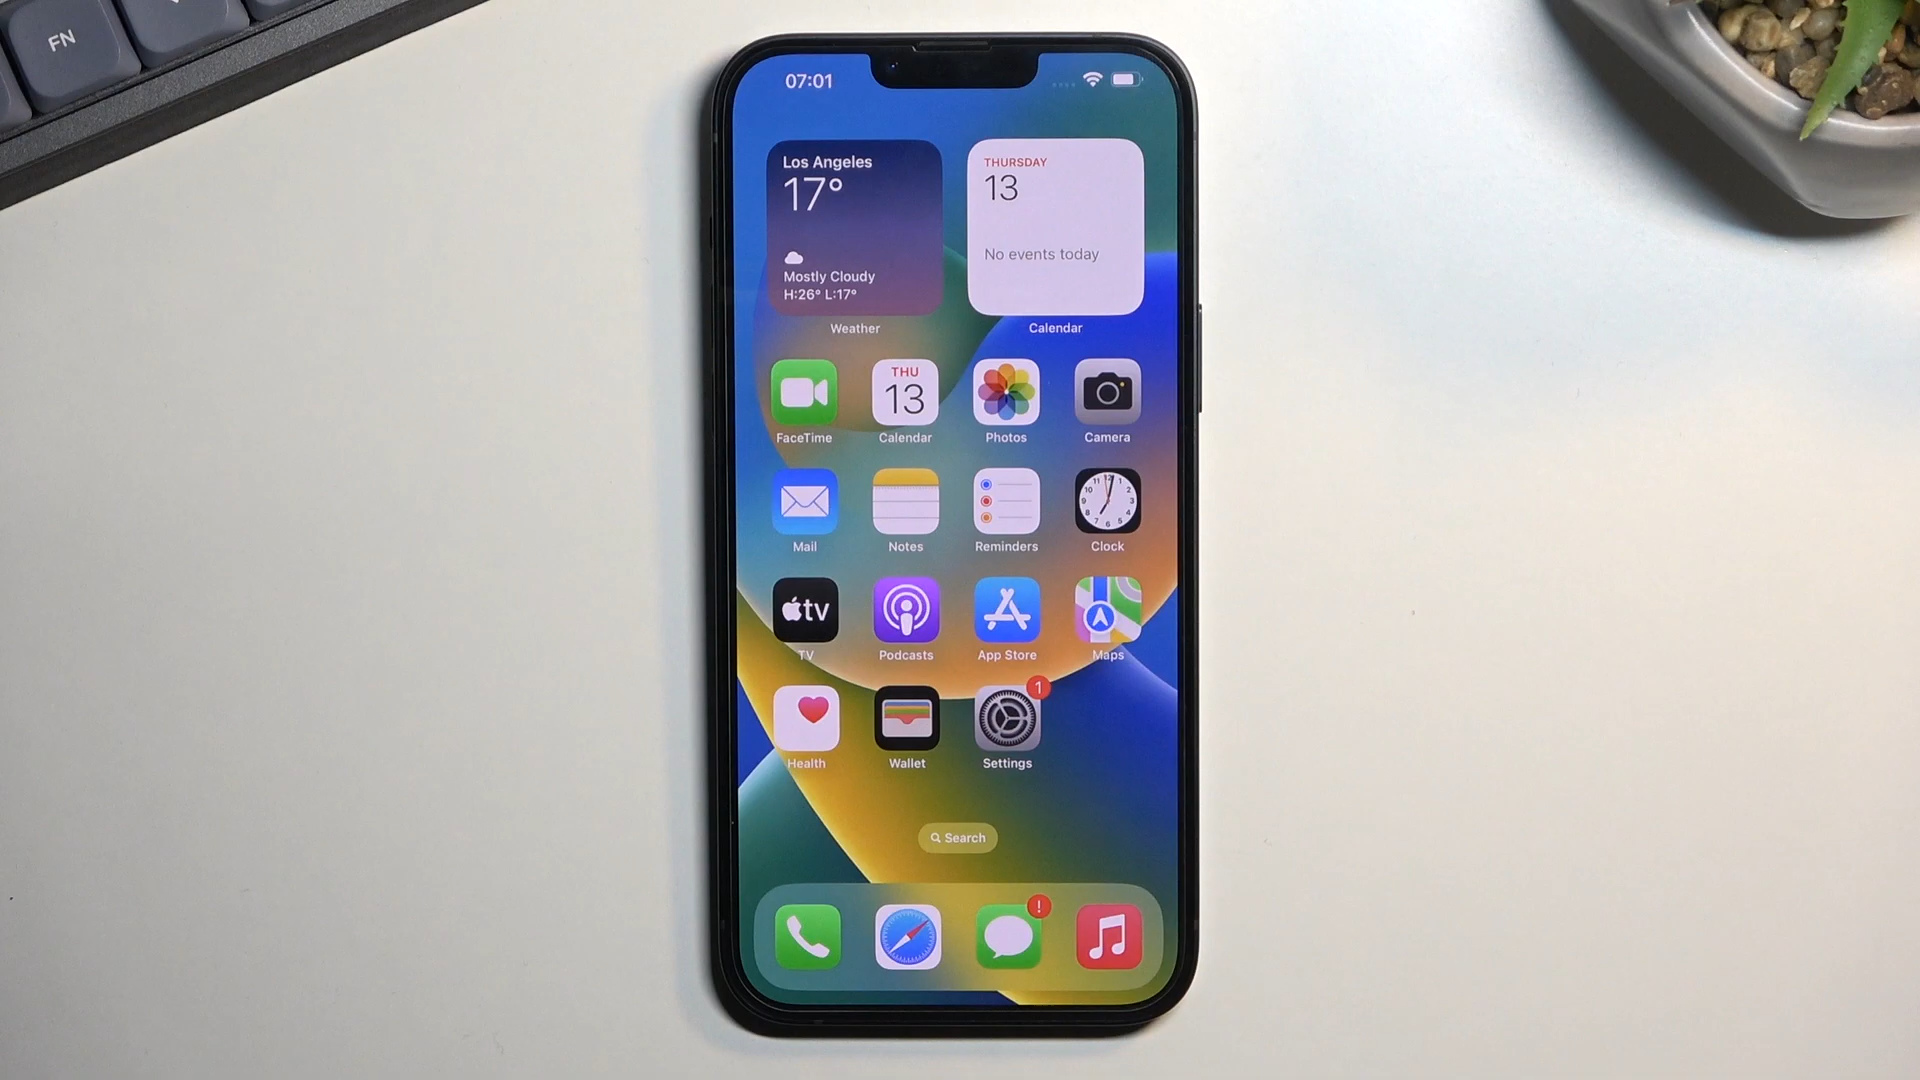 FN
07:01
Los Angeles
17°
Mostly Cloudy
H:26° L:17°
Weather
THURSDAY
13
No events today
Calendar
THU
13
FaceTime
Calendar
Photos
Camera
Mail
Notes
Reminders
Clock
tv
TV
Podcasts
App Store
Maps
1
Health
Wallet
Settings
Search
!